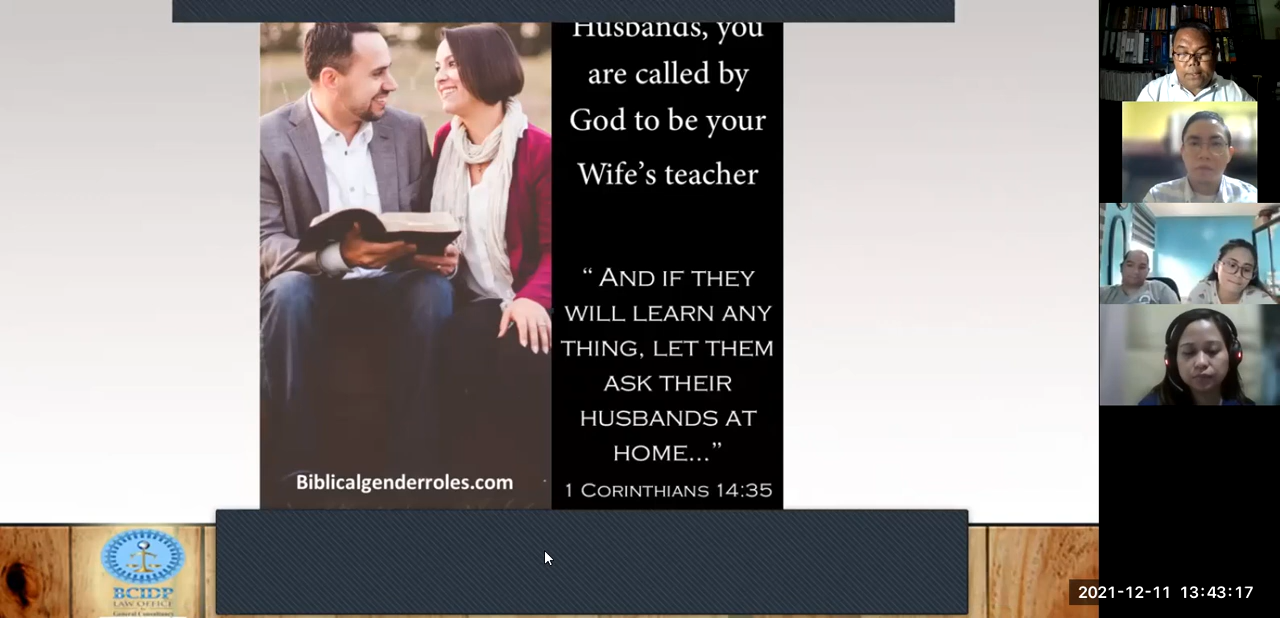 Husbands, you
are called by
God to be your
Wife's teacher
“ AND IF THEY
WILL LEARN ANY
THING, LET THEM
ASK THEIR
HUSBANDS AT
HOME...”
1 CORINTHIANS 14:35
Biblicalgenderroles.com
BCIDP
LAW OFFICE
General Consultancy
2021-12-11 13:43:17